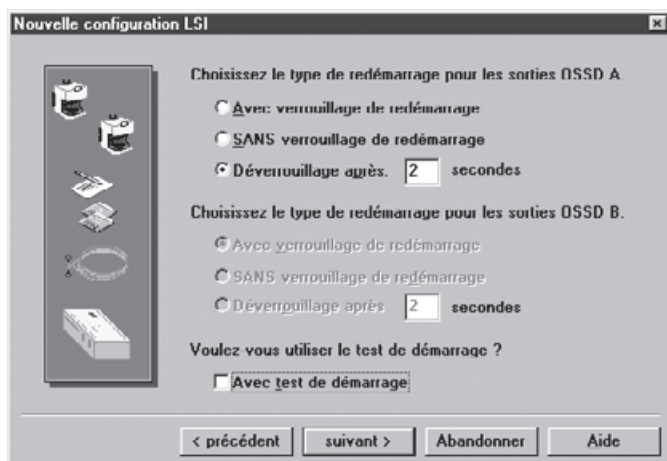 Nouvelle configuration LSI
Choisissez le type de redémarrage pour les sorties OSSD A.
Avec verrouillage de redémarrage
SANS verrouillage de redémarrage
Déverrouillage après. 2 secondes
Choisissez le type de redémarrage pour les sorties OSSD B.
Avec verrouillage de redémarrage
SANS verrouillage de redémarrage
Déverrouillage après 2 secondes
Voulez-vous utiliser le test de démarrage ?
Avec test de démarrage
< précédent suivant > Abandonner Aide